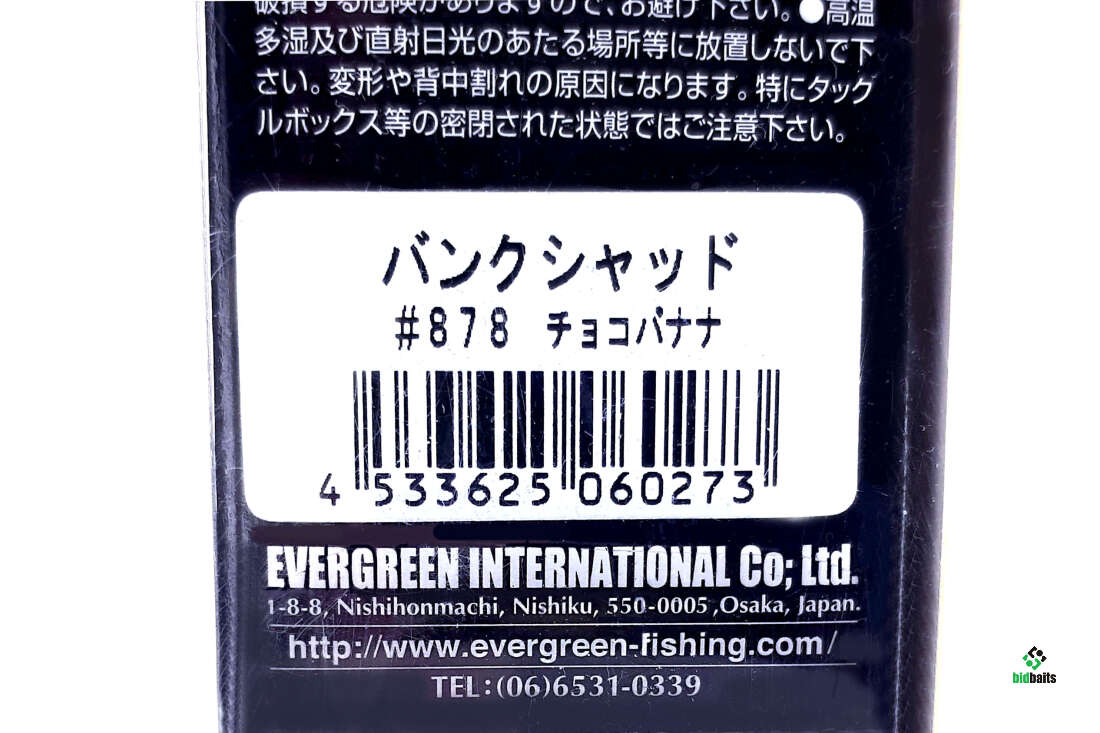 破損する危険がありますので、お避け下さい。●高温
多湿及び直射日光のあたる場所等に放置しないで下
さい。変形や背中割れの原因になります。特にタック
ルボックス等の密閉された状態ではご注意下さい。
バンクシャッド
#878 チョコバナナ
4 533625 060273
EVERGREEN INTERNATIONAL Co; Ltd.
1-8-8, Nishihonmachi, Nishiku, 550-0005 ,Osaka, Japan.
http://www.evergreen-fishing.com/
TEL:(06)6531-0339
bidbaits